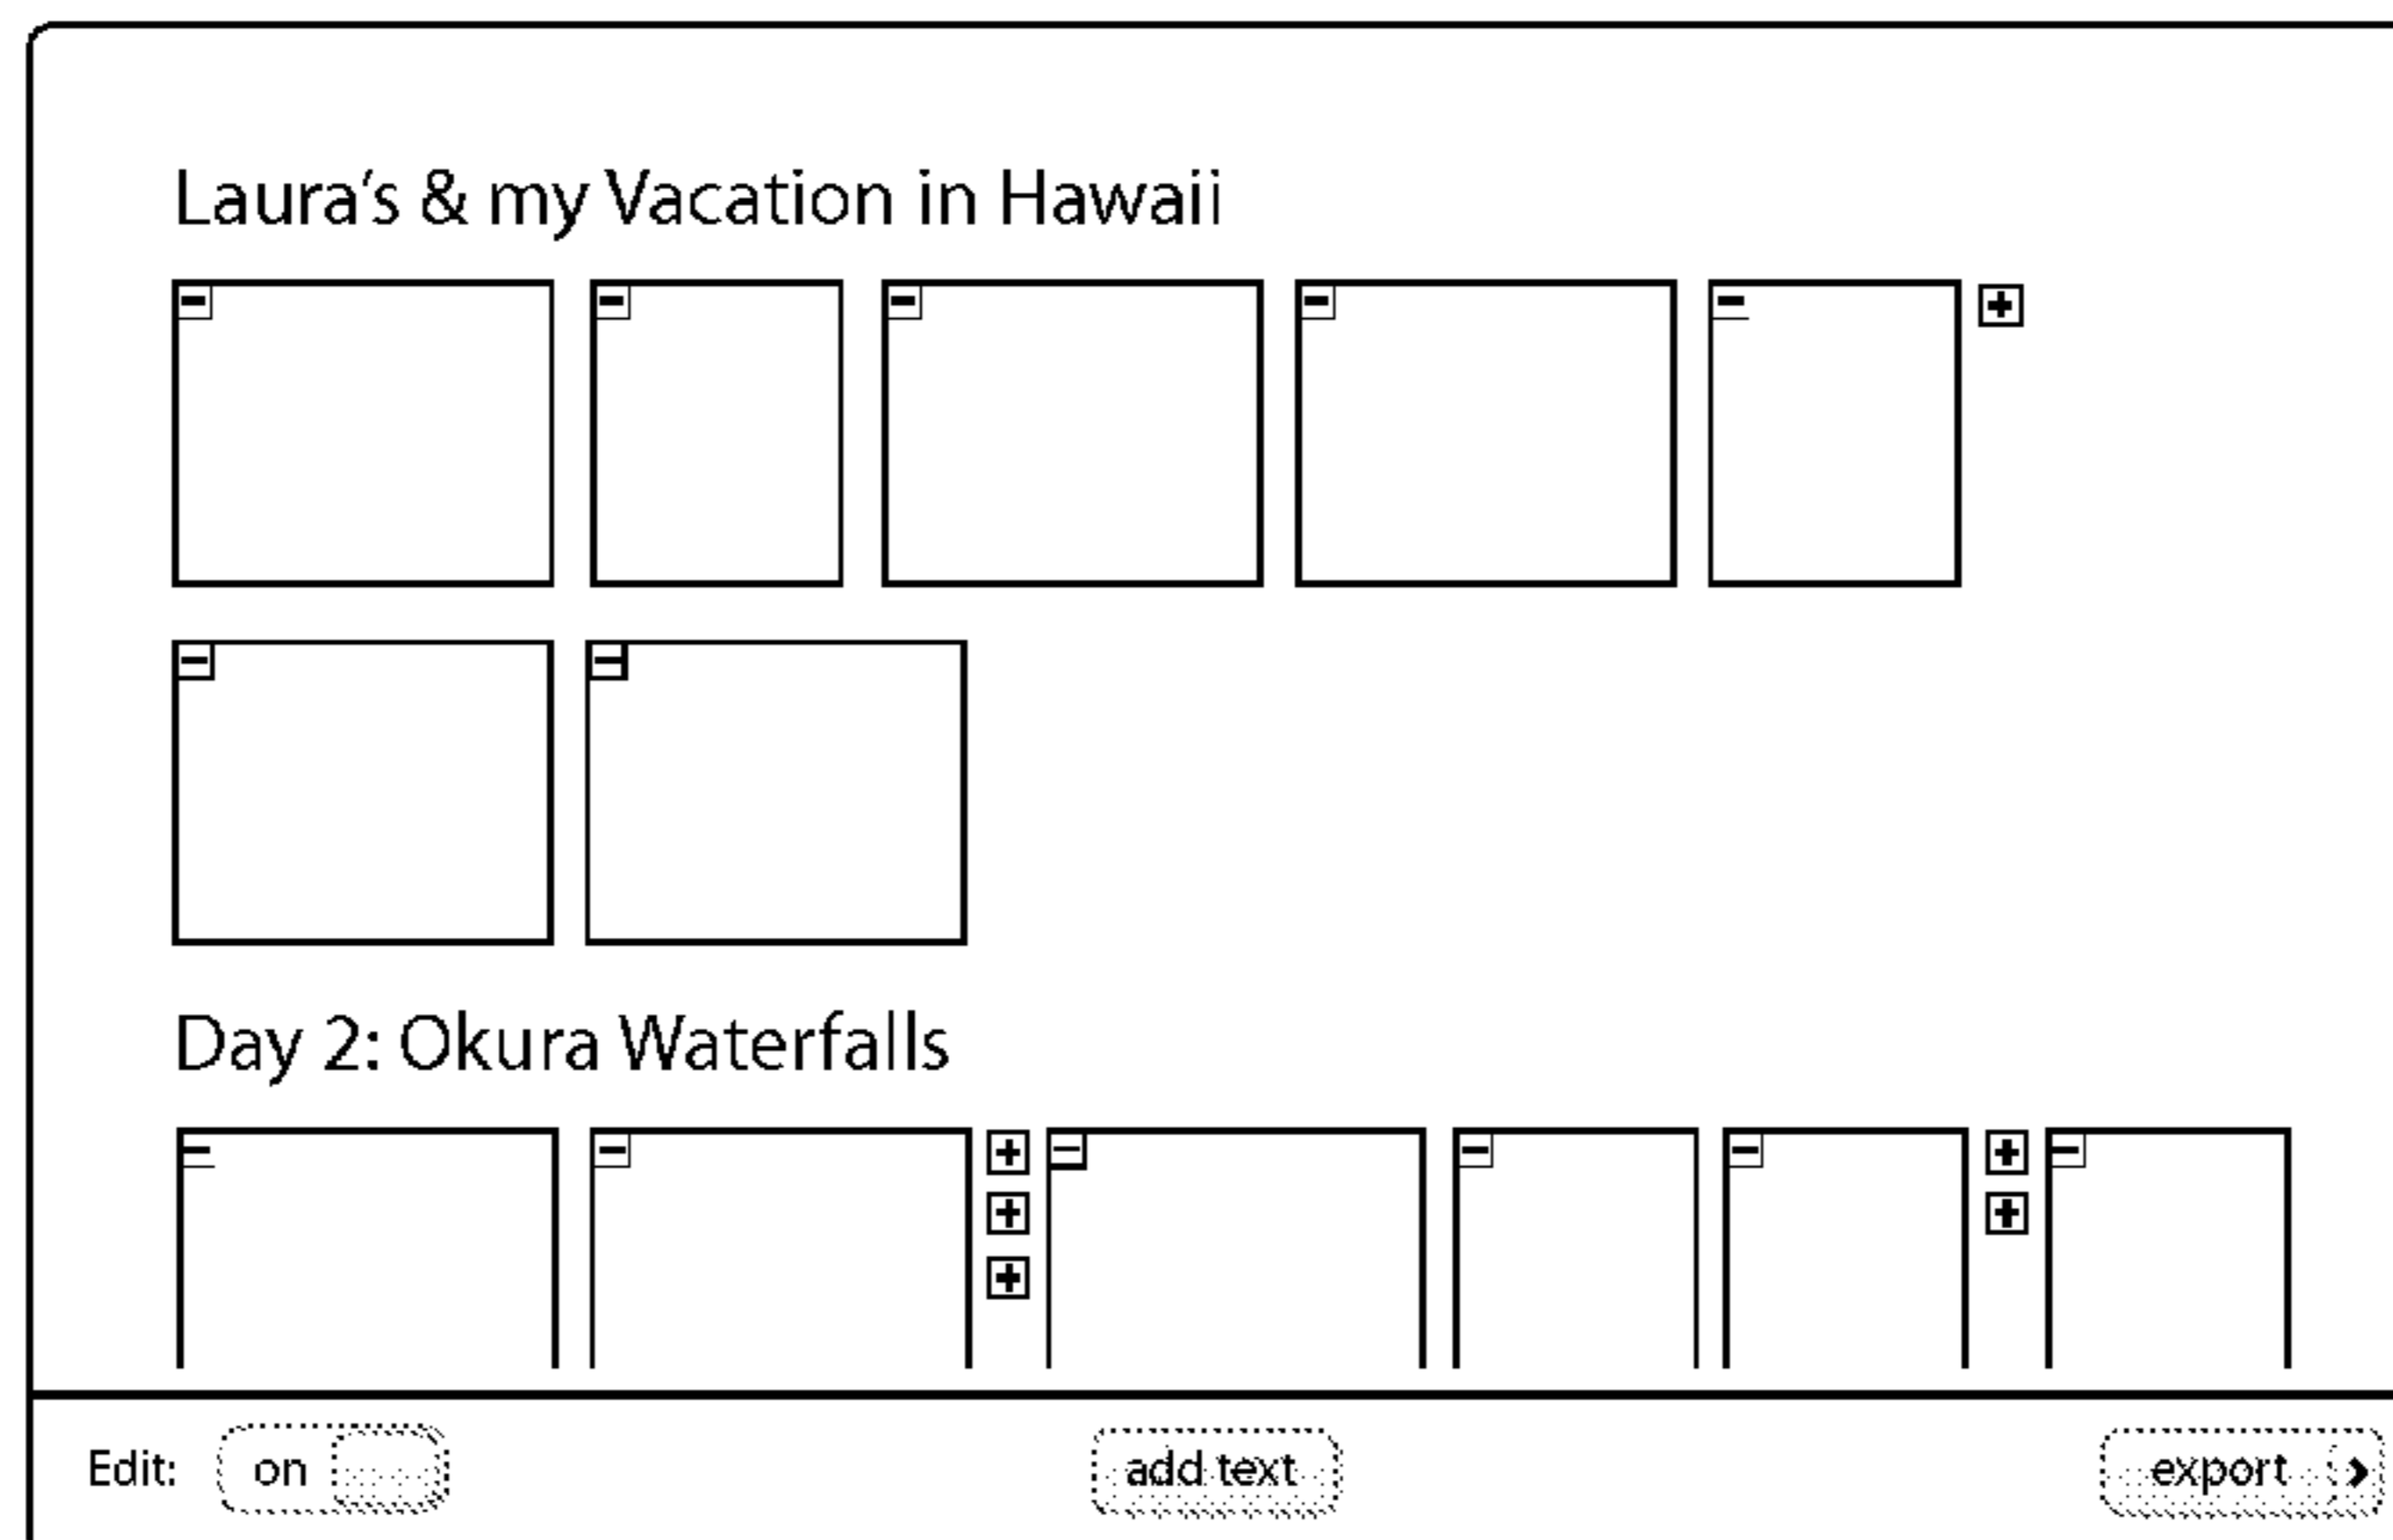 Laura's & my Vacation in Hawaii
Day 2: Okura Waterfalls
Edit: on add text export